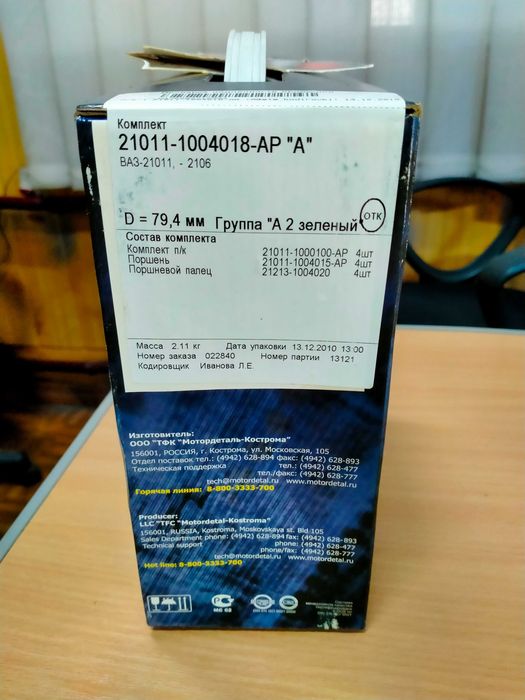 Комплект
21011-1004018-АР "А"
ВАЗ-21011, - 2106
D = 79,4 мм Группа "А 2 зеленый
ОТК
Состав комплекта
Комплект п/к 21011-1000100-АР 4шт
Поршень 21011-1004015-АР 4шт
Поршневой палец 21213-1004020 4шт
Масса 2.11 кг Дата упаковки 13.12.2010 13:00
Номер заказа 022840 Номер партии 13121
Кодировщик Иванова Л.Е.
Изготовитель:
ООО "ТФК "Мотордеталь-Кострома"
156001, РОССИЯ, г. Кострома, ул. Московская, 105
Отдел поставок тел.: (4942) 628-894 факс: (4942) 628-893
Техническая поддержка тел.: (4942) 628-477
тел./факс: (4942) 628-777
tech@motordetal.ru www.motordetal.ru
Горячая линия: 8-800-3333-700
Producer:
LLC "TFC "Motordetal-Kostroma"
156001, RUSSIA, Kostroma, Moskovskaya st. Bld 105
Sales Department phone: (4942) 628-894 fax: (4942) 628-893
Technical support phone: (4942) 628-477
phone/fax: (4942) 628-777
tech@motordetal.ru www.motordetal.ru
Hot line: 8-800-3333-700